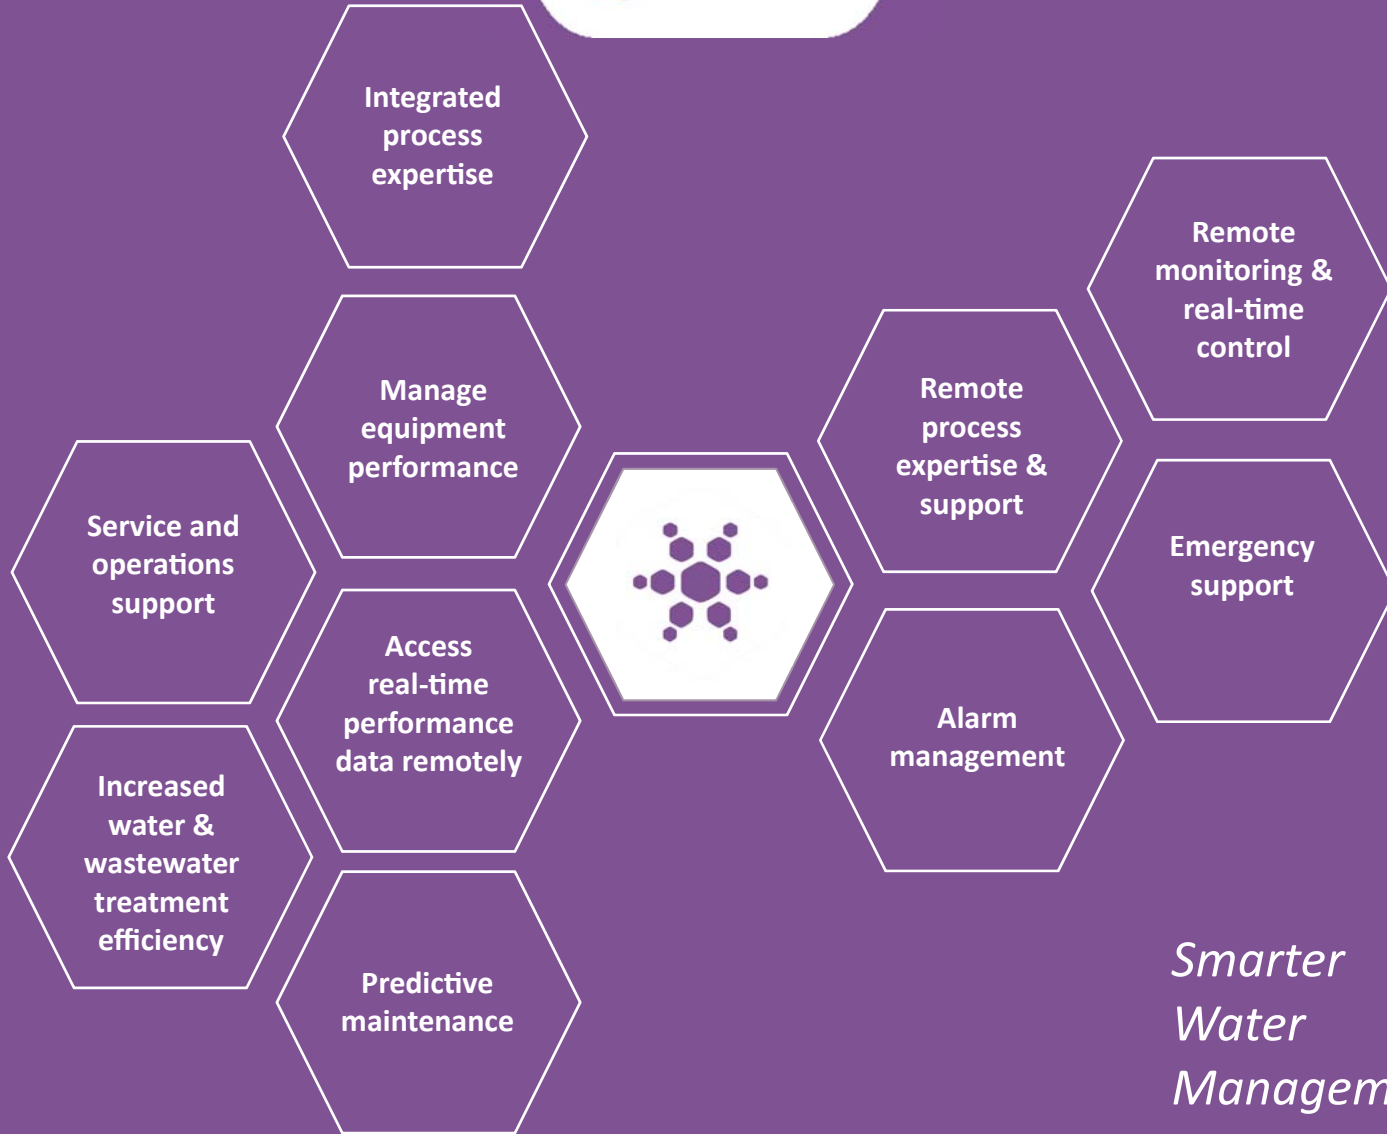 Integrated
process
expertise
Manage
equipment
performance
Service and
operations
support
Access
real-time
performance
data remotely
Increased
water &
wastewater
treatment
efficiency
Predictive
maintenance
Remote
monitoring &
real-time
control
Remote
process
expertise &
support
Emergency
support
Alarm
management
Smarter
Water
Managem